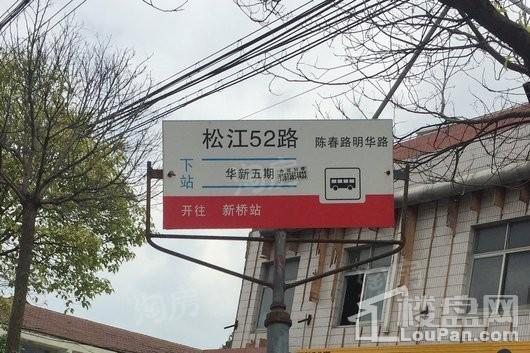 松江52路 陈春路明华路
下站 华新五期
开往 新桥站
淘房
楼盘网
LouPan.com